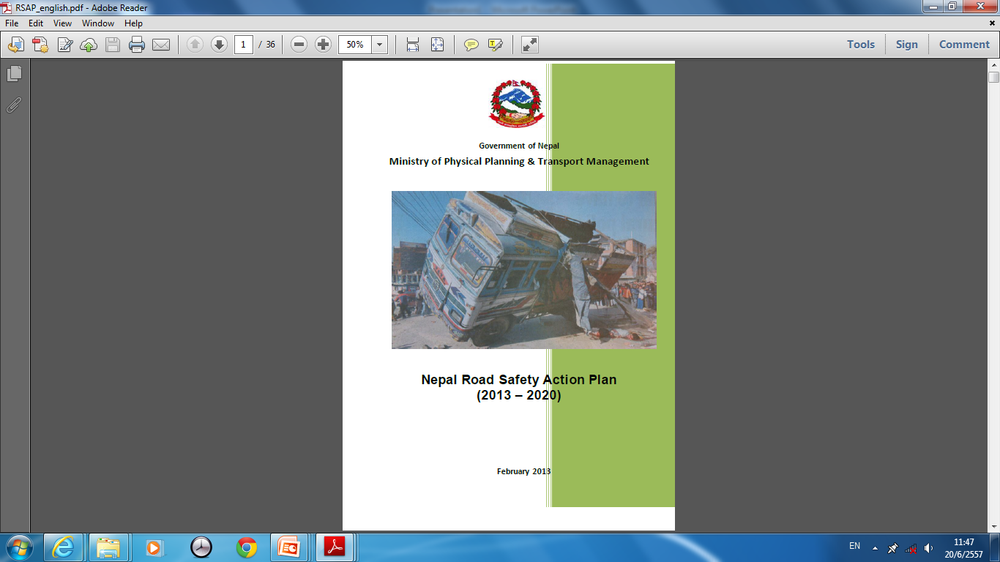 RSAP_english.pdf - Adobe Reader
File Edit View Window Help
1 / 36 50% Tools Sign Comment
Government of Nepal
Ministry of Physical Planning & Transport Management
Nepal Road Safety Action Plan
(2013 – 2020)
February 2013
EN 11:47
20/6/2557